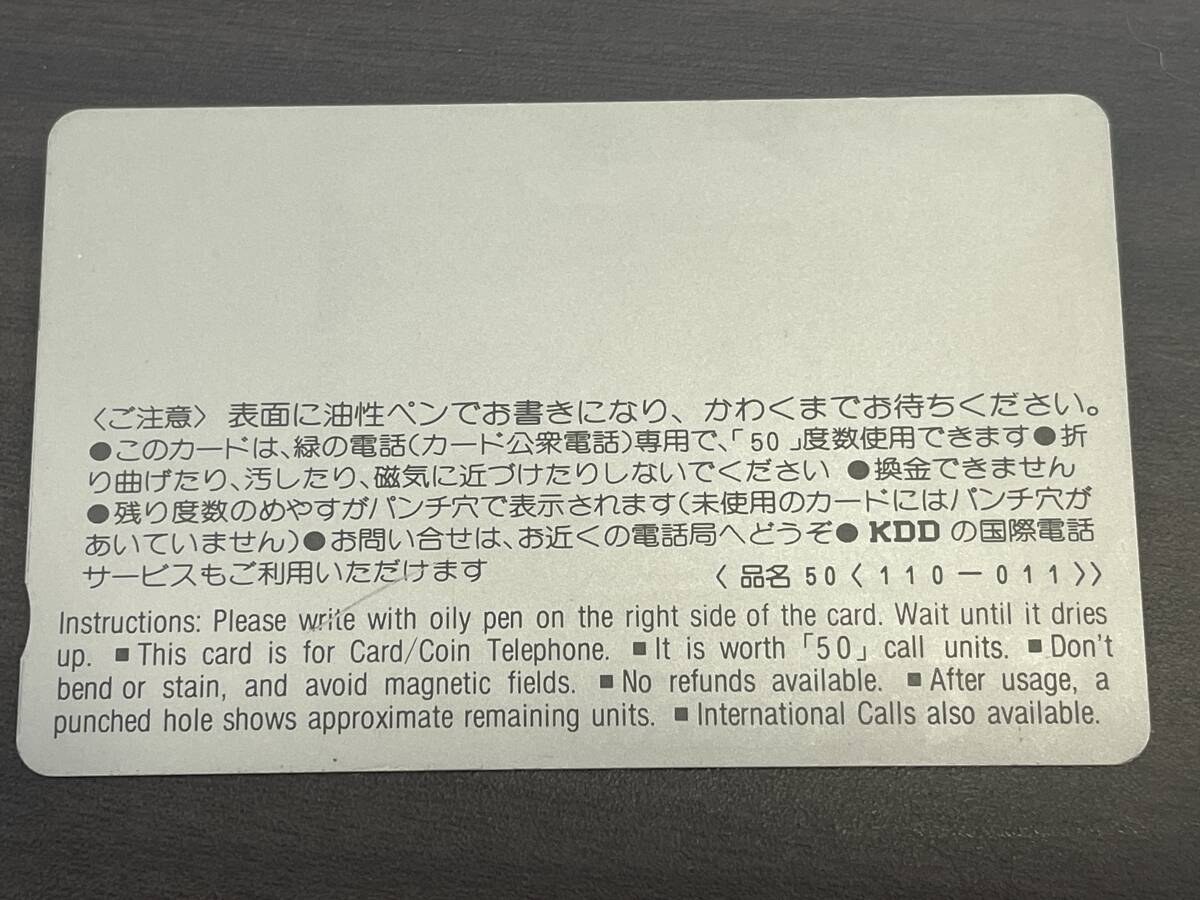 〈ご注意〉 表面に油性ペンでお書きになり、かわくまでお待ちください。
●このカードは、緑の電話(カード公衆電話)専用で、「50」度数使用できます●折
り曲げたり、汚したり、磁気に近づけたりしないでください ●換金できません
●残り度数のめやすがパンチ穴で表示されます(未使用のカードにはパンチ穴が
あいていません)●お問い合せは、お近くの電話局へどうぞ● KDD の国際電話
サービスもご利用いただけます 〈 品名 50〈 110-011〉〉
Instructions: Please write with oily pen on the right side of the card. Wait until it dries
up. ■ This card is for Card/Coin Telephone. ■ It is worth「50」call units. ■ Don't
bend or stain, and avoid magnetic fields. ■ No refunds available. ■ After usage, a
punched hole shows approximate remaining units. ■ International Calls also available.